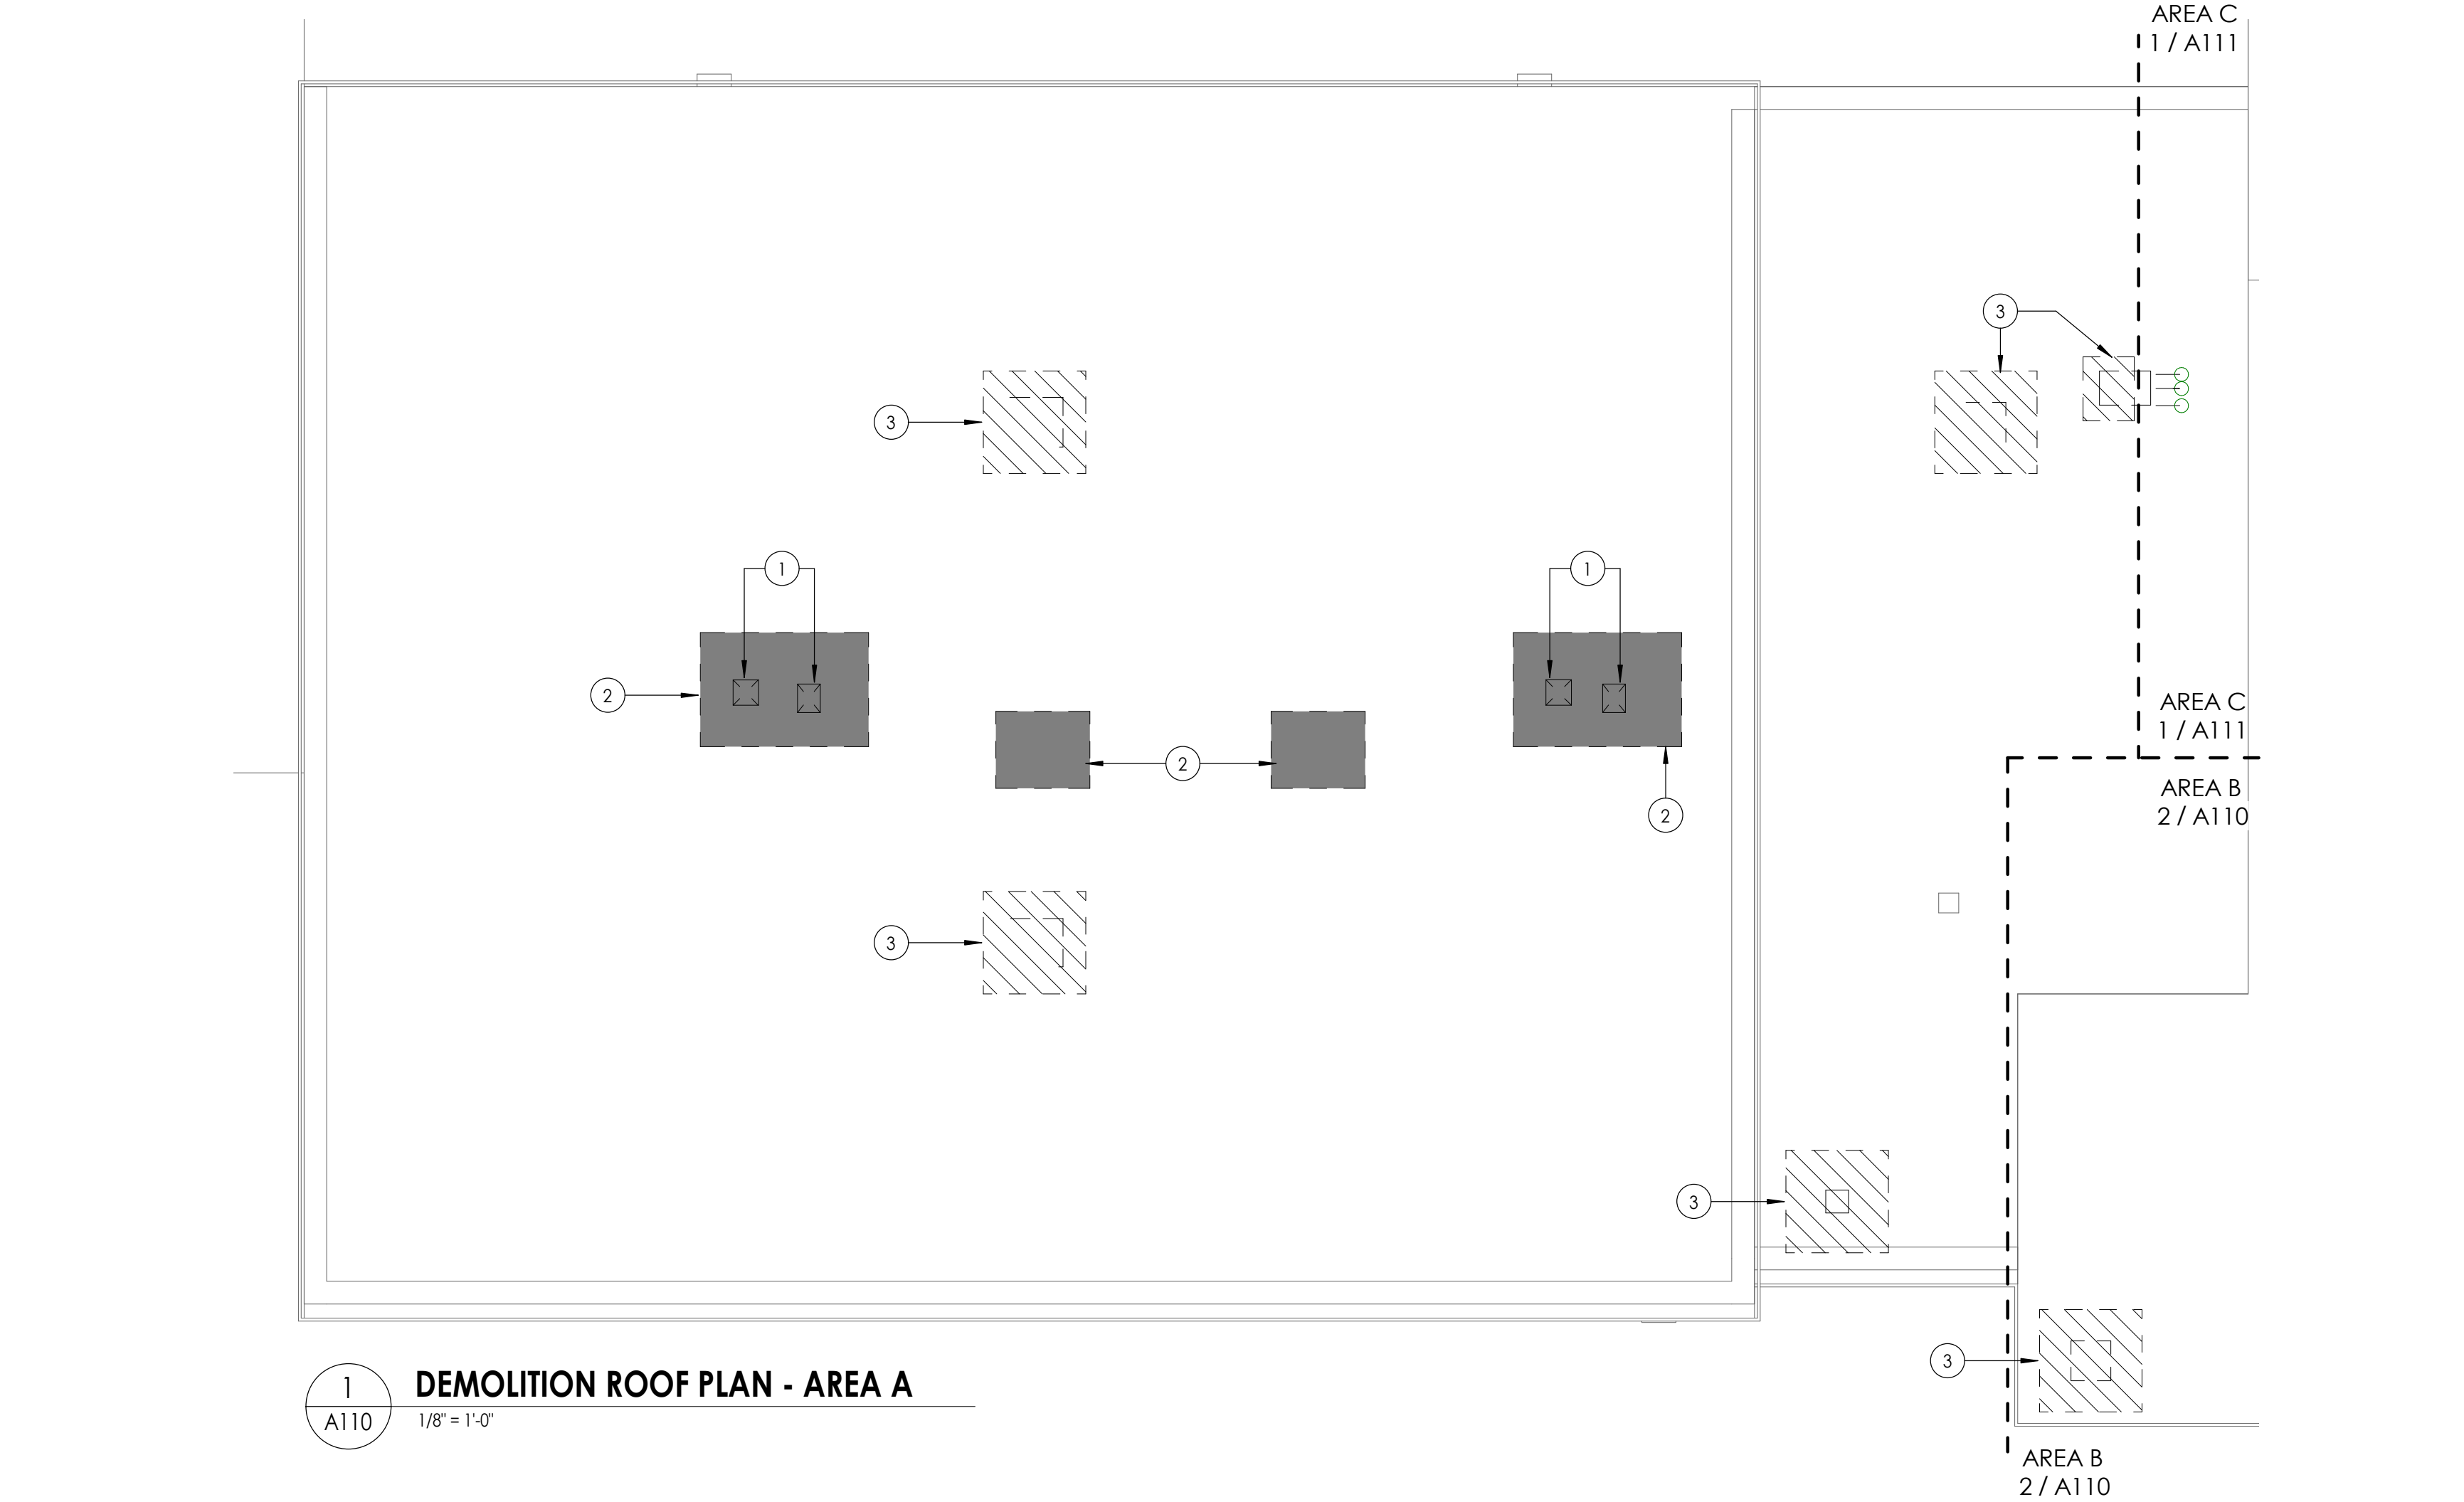 AREA C
1 / A111
3
3
1
1
2
2
2
AREA C
1 / A111
AREA B
2 / A110
3
3
3
1
A110
DEMOLITION ROOF PLAN - AREA A
1/8" = 1'-0"
AREA B
2 / A110